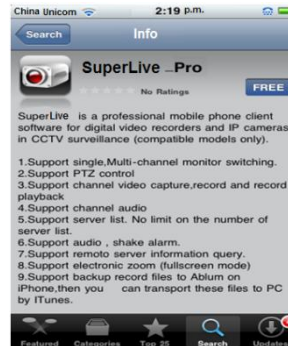 China Unicom 2:19 p.m.
Search Info
SuperLive -Pro
No Ratings FREE
SuperLive is a professional mobile phone client
software for digital video recorders and IP cameras
in CCTV surveillance (compatible models only).
1.Support single,Multi-channel monitor switching.
2.Support PTZ control
3.Support channel video capture,record and record
playback
4.Support channel audio
5.Support server list. No limit on the number of
server list.
6.Support audio , shake alarm.
7.Support remoto server information query.
8.Support electronic zoom (fullscreen mode)
9.Support backup record files to Ablum on
iPhone,then you can transport these files to PC
by ITunes.
Featured Categories Top 25 Search Updates